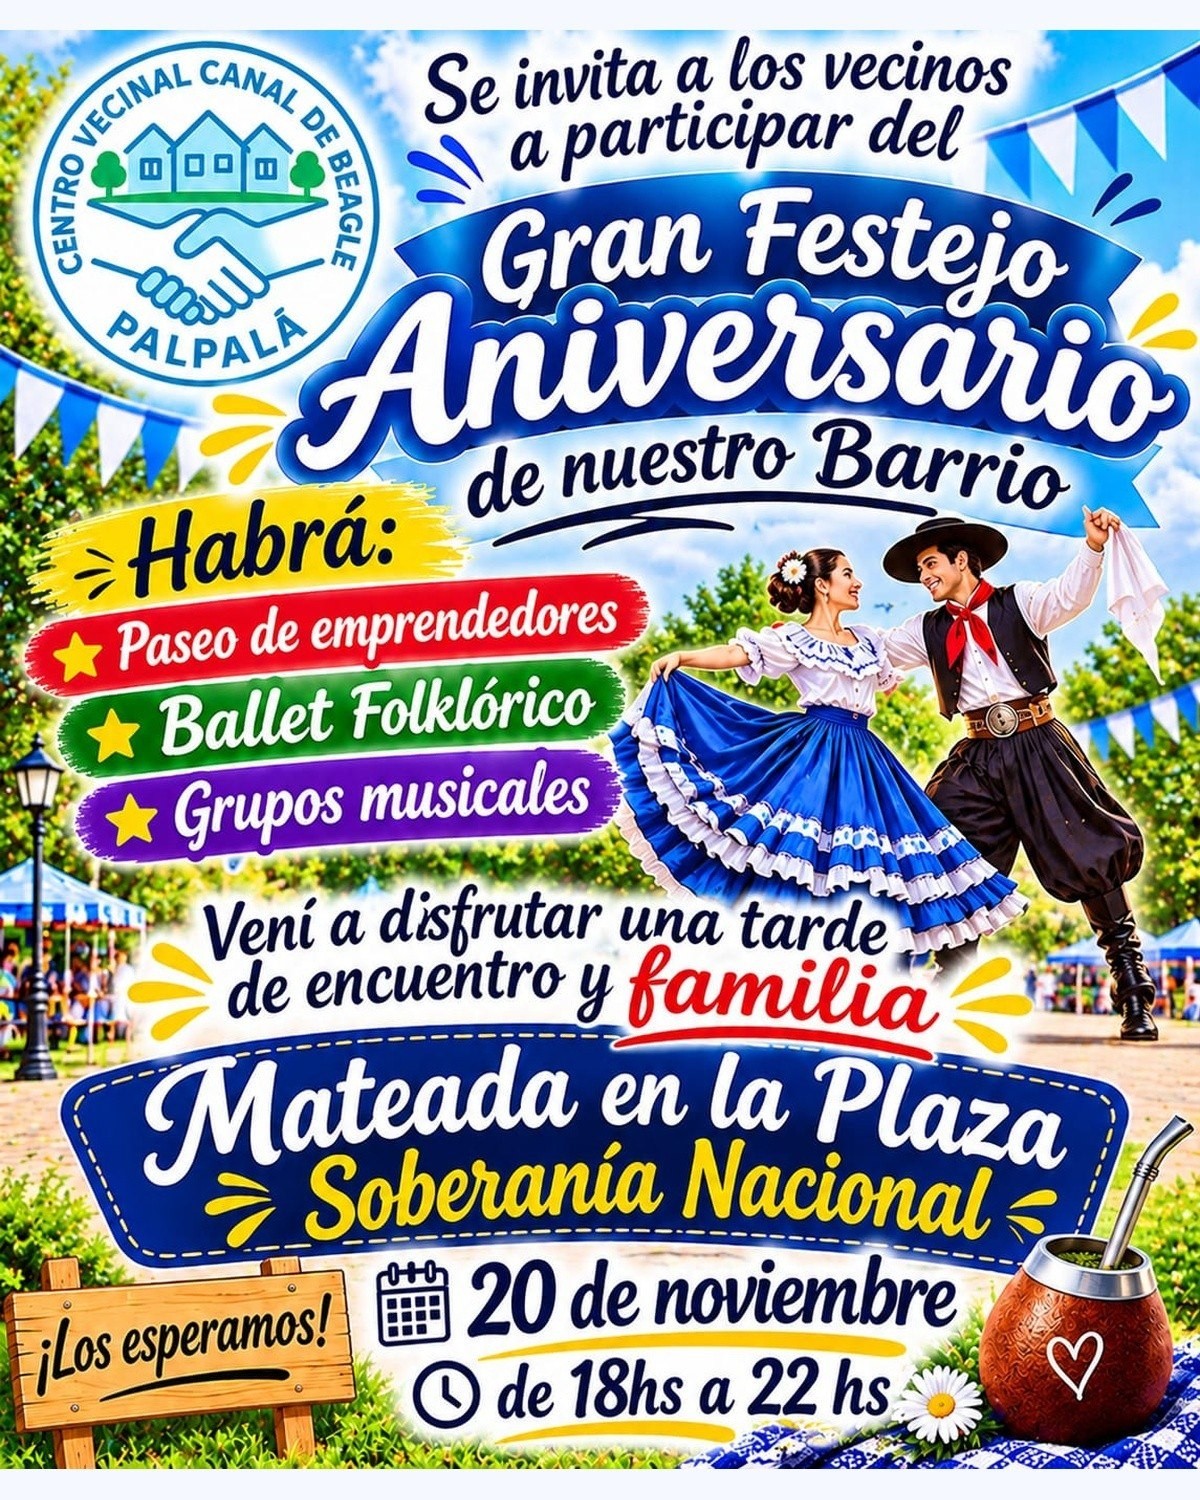 CENTRO VECINAL CANAL DE BEAGLE
PALPALÁ
Se invita a los vecinos
a participar del
Gran Festejo
Aniversario
de nuestro Barrio
Habrá:
Paseo de emprendedores
Ballet Folklórico
Grupos musicales
Vení a disfrutar una tarde
de encuentro y familia
Mateada en la Plaza
Soberanía Nacional
20 de noviembre
de 18hs a 22 hs
¡Los esperamos!